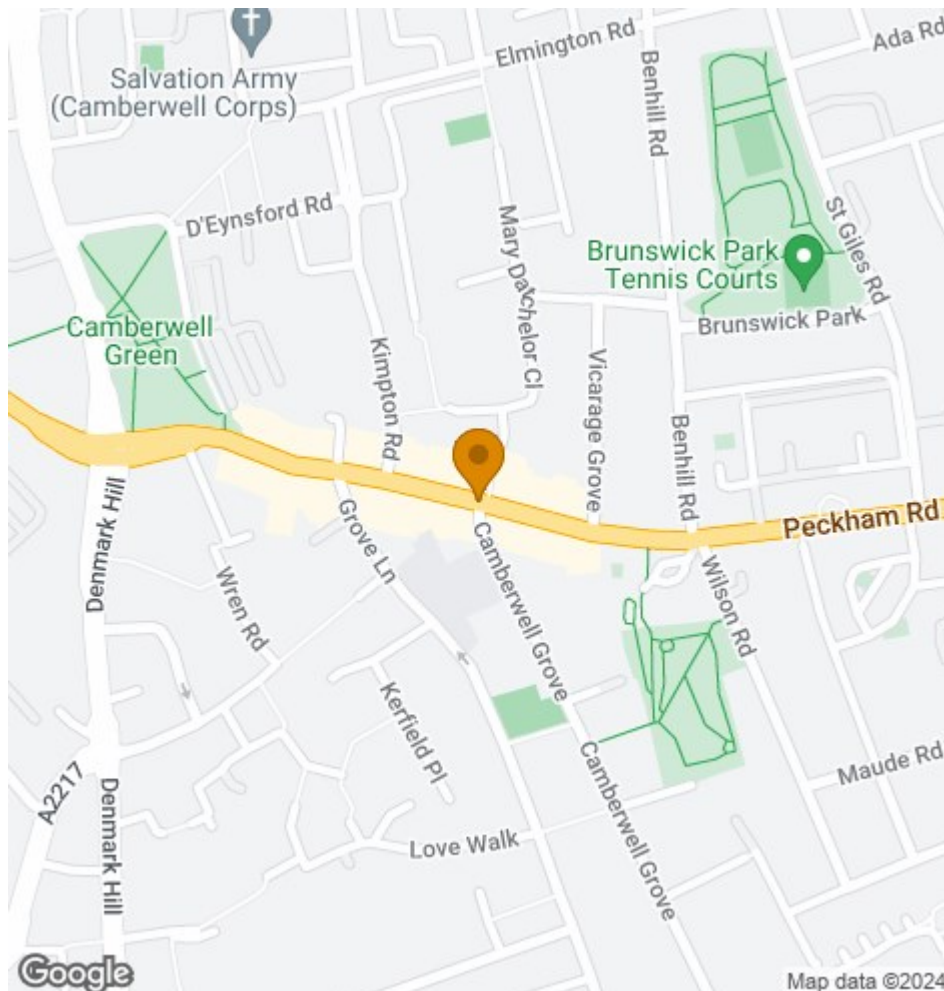 Elmington Rd
Ada Rd
Salvation Army
(Camberwell Corps)
Benhill Rd
D'Eynsford Rd
St Giles Rd
Mary Datchelor Cl
Brunswick Park
Tennis Courts
Camberwell
Green
Brunswick Park
Kimpton Rd
Vicarage Grove
Benhill Rd
Peckham Rd
Denmark Hill
Grove Ln
Camberwell Grove
Wren Rd
Wilson Rd
Kerfield Pl
Camberwell Grove
Maude Rd
A2217
Denmark Hill
Love Walk
Google
Map data ©2024